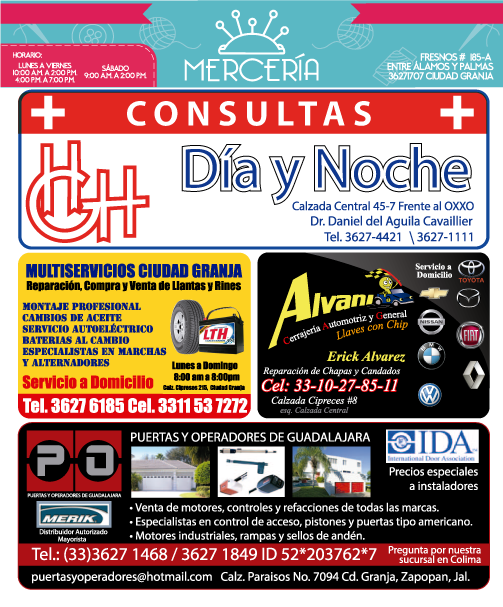 HORARIO:
LUNES A VIERNES
10:00 A.M. A 2:00 P.M.
4:00 P.M. A 7:00 P.M.
SÁBADO
9:00 A.M. A 2:00 P.M.
MERCERÍA
FRESNOS # 185-A
ENTRE ÁLAMOS Y PALMAS
36271707 CIUDAD GRANJA
CONSULTAS
HCH
Día y Noche
Calzada Central 45-7 Frente al OXXO
Dr. Daniel del Aguila Cavaillier
Tel. 3627-4421 \ 3627-1111
MULTISERVICIOS CIUDAD GRANJA
Reparación, Compra y Venta de Llantas y Rines
MONTAJE PROFESIONAL
CAMBIOS DE ACEITE
SERVICIO AUTOELÉCTRICO
BATERIAS AL CAMBIO
ESPECIALISTAS EN MARCHAS
Y ALTERNADORES
Servicio a Domicilio
LTH
Lunes a Domingo
8:00 am a 8:00pm
Calz. Cipreses 215, Ciudad Granja
Tel. 3627 6185 Cel. 3311 53 7272
Alvani
Cerrajería Automotriz y General
Llaves con Chip
Servicio a
Domicilio
TOYOTA
NISSAN
FIAT
Erick Alvarez
Reparación de Chapas y Candados
Cel: 33-10-27-85-11
Calzada Cipreces #8
esq. Calzada Central
PO
PUERTAS Y OPERADORES DE GUADALAJARA
MERIK
Distribuidor Autorizado
Mayorista
PUERTAS Y OPERADORES DE GUADALAJARA
IDA
International Door Association
Precios especiales
a instaladores
• Venta de motores, controles y refacciones de todas las marcas.
• Especialistas en control de acceso, pistones y puertas tipo americano.
• Motores industriales, rampas y sellos de andén.
Tel.: (33)3627 1468 / 3627 1849 ID 52*203762*7
Pregunta por nuestra
sucursal en Colima
puertasyoperadores@hotmail.com Calz. Paraisos No. 7094 Cd. Granja, Zapopan, Jal.